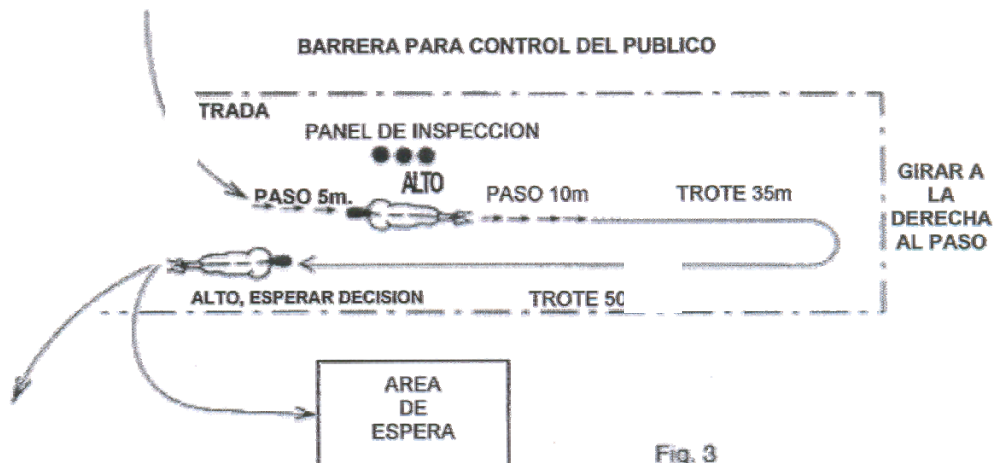 BARRERA PARA CONTROL DEL PUBLICO
TRADA
PANEL DE INSPECCION
ALTO
PASO 5m.
PASO 10m
TROTE 35m
GIRAR A
LA
DERECHA
AL PASO
ALTO, ESPERAR DECISION
TROTE 50
AREA
DE
ESPERA
Fig. 3